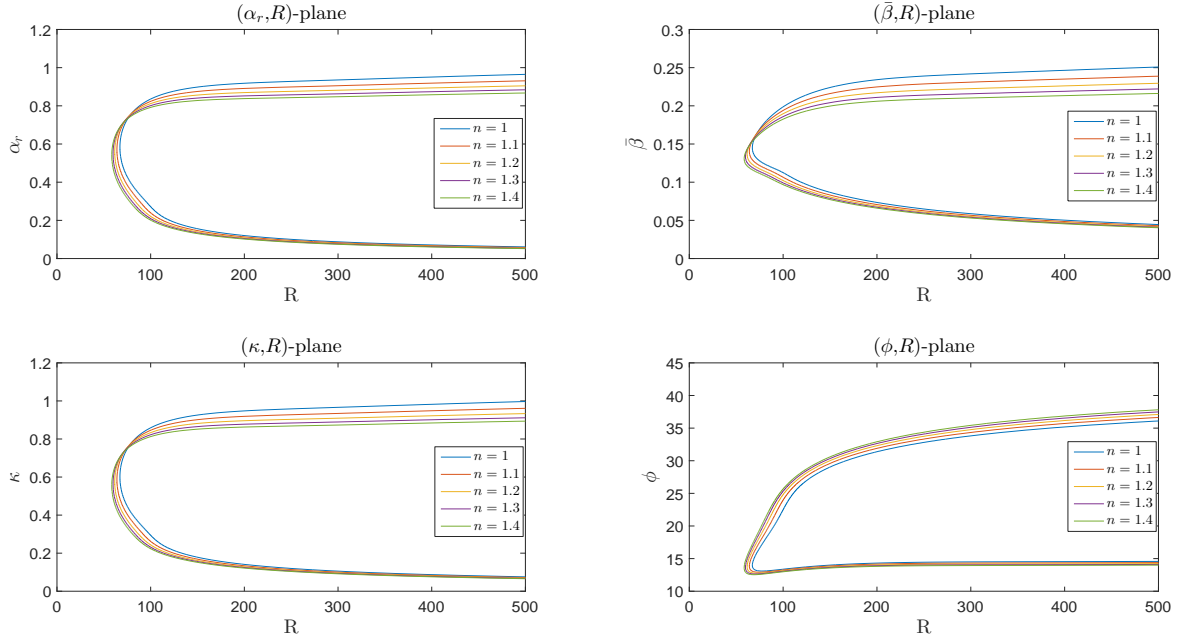 (α_r,R)-plane
1.2
1
0.8
0.6
0.4
0.2
0
α_r
0 100 200 300 400 500
R
n = 1
n = 1.1
n = 1.2
n = 1.3
n = 1.4
(β̄,R)-plane
0.3
0.25
0.2
0.15
0.1
0.05
0
β̄
0 100 200 300 400 500
R
n = 1
n = 1.1
n = 1.2
n = 1.3
n = 1.4
(κ,R)-plane
1.2
1
0.8
0.6
0.4
0.2
0
κ
0 100 200 300 400 500
R
n = 1
n = 1.1
n = 1.2
n = 1.3
n = 1.4
(ϕ,R)-plane
45
40
35
30
25
20
15
10
ϕ
0 100 200 300 400 500
R
n = 1
n = 1.1
n = 1.2
n = 1.3
n = 1.4